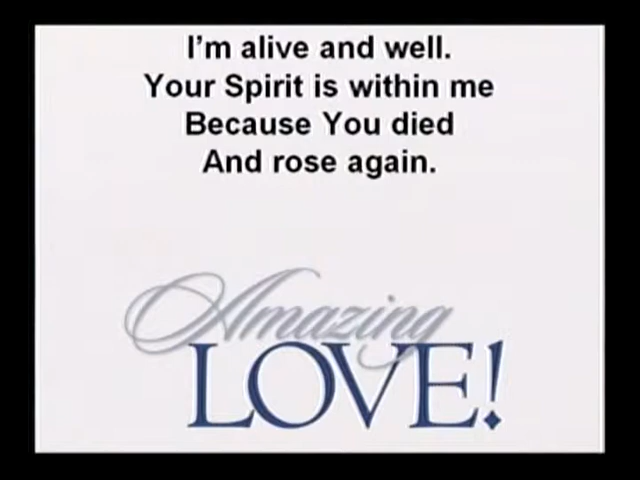 I'm alive and well.
Your Spirit is within me
Because You died
And rose again.
Amazing
LOVE!